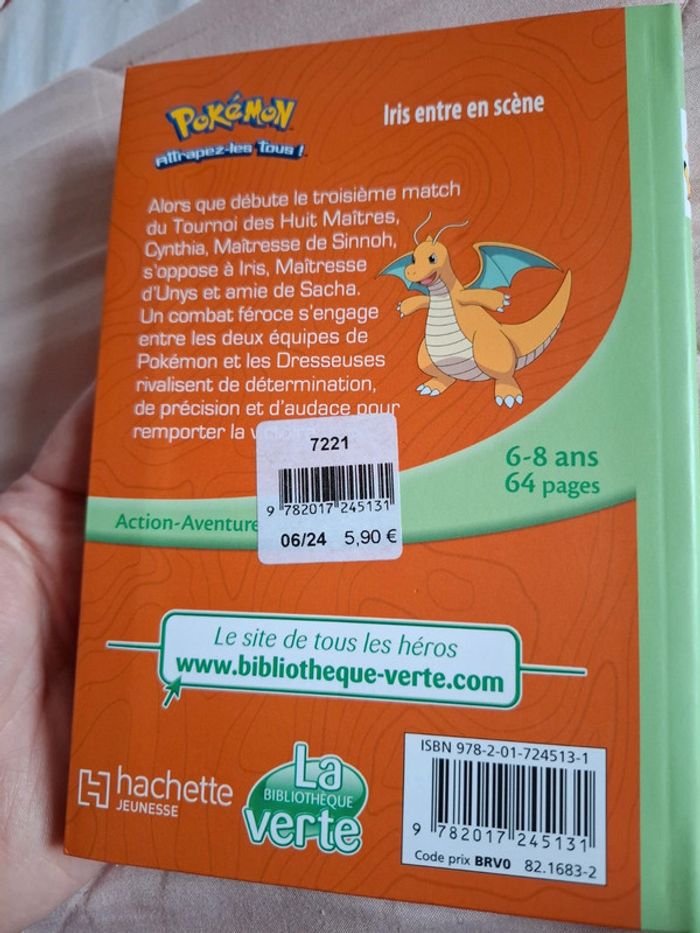 POKÉMON
Attrapez-les Tous !
Iris entre en scène
Alors que débute le troisième match
du Tournoi des Huit Maîtres,
Cynthia, Maîtresse de Sinnoh,
s'oppose à Iris, Maîtresse
d'Unys et amie de Sacha.
Un combat féroce s'engage
entre les deux équipes de
Pokémon et les Dresseuses
rivalisent de détermination,
de précision et d'audace pour
remporter la
7221
9 782017 245131
06/24 5,90 €
6-8 ans
64 pages
Action-Aventure
Le site de tous les héros
www.bibliotheque-verte.com
hachette
JEUNESSE
La
BIBLIOTHÈQUE
verte
ISBN 978-2-01-724513-1
9 782017 245131
Code prix BRV0 82.1683-2